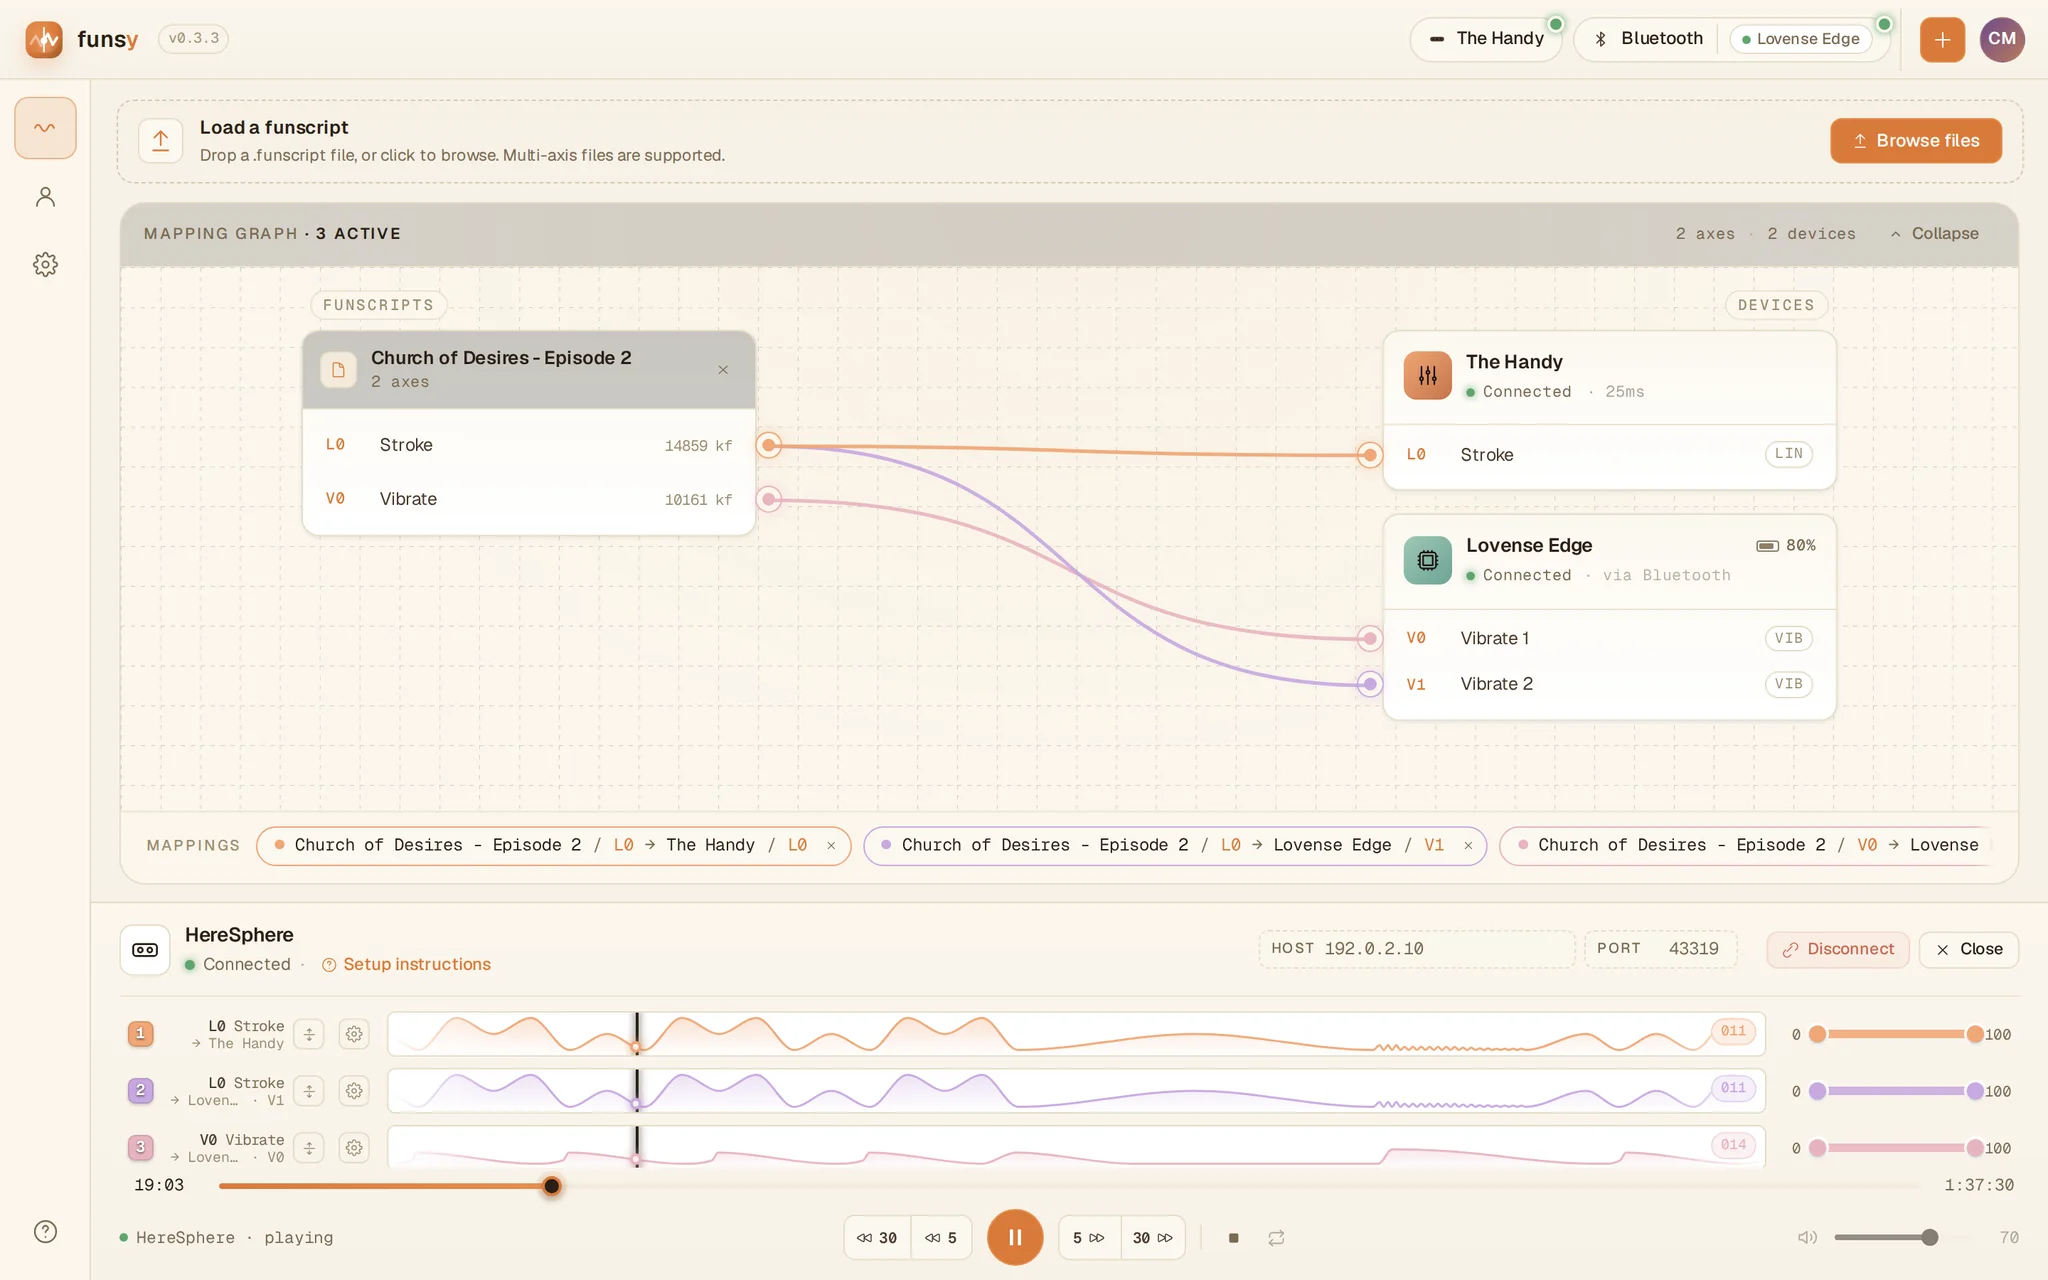 funsy
v0.3.3
The Handy
Bluetooth
Lovense Edge
CM
Load a funscript
Drop a .funscript file, or click to browse. Multi-axis files are supported.
Browse files
MAPPING GRAPH · 3 ACTIVE
2 axes · 2 devices
Collapse
FUNSCRIPTS
DEVICES
Church of Desires - Episode 2
2 axes
L0 Stroke 14859 kf
V0 Vibrate 10161 kf
The Handy
Connected · 25ms
L0 Stroke LIN
Lovense Edge 80%
Connected · via Bluetooth
V0 Vibrate 1 VIB
V1 Vibrate 2 VIB
MAPPINGS
Church of Desires - Episode 2 / L0 → The Handy / L0 ×
Church of Desires - Episode 2 / L0 → Lovense Edge / V1 ×
Church of Desires - Episode 2 / V0 → Lovense
HereSphere
Connected · Setup instructions
HOST 192.0.2.10
PORT 43319
Disconnect
Close
1 L0 Stroke
→ The Handy
011
0 100
2 L0 Stroke
→ Loven… · V1
011
0 100
3 V0 Vibrate
→ Loven… · V0
014
0 100
19:03
1:37:30
HereSphere · playing
30
5
5
30
70